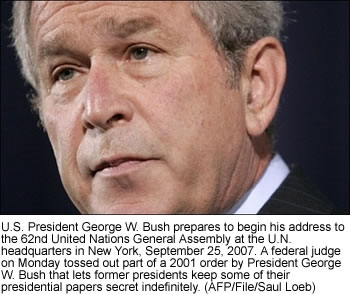 U.S. President George W. Bush prepares to begin his address to
the 62nd United Nations General Assembly at the U.N.
headquarters in New York, September 25, 2007. A federal judge
on Monday tossed out part of a 2001 order by President George
W. Bush that lets former presidents keep some of their
presidential papers secret indefinitely. (AFP/File/Saul Loeb)